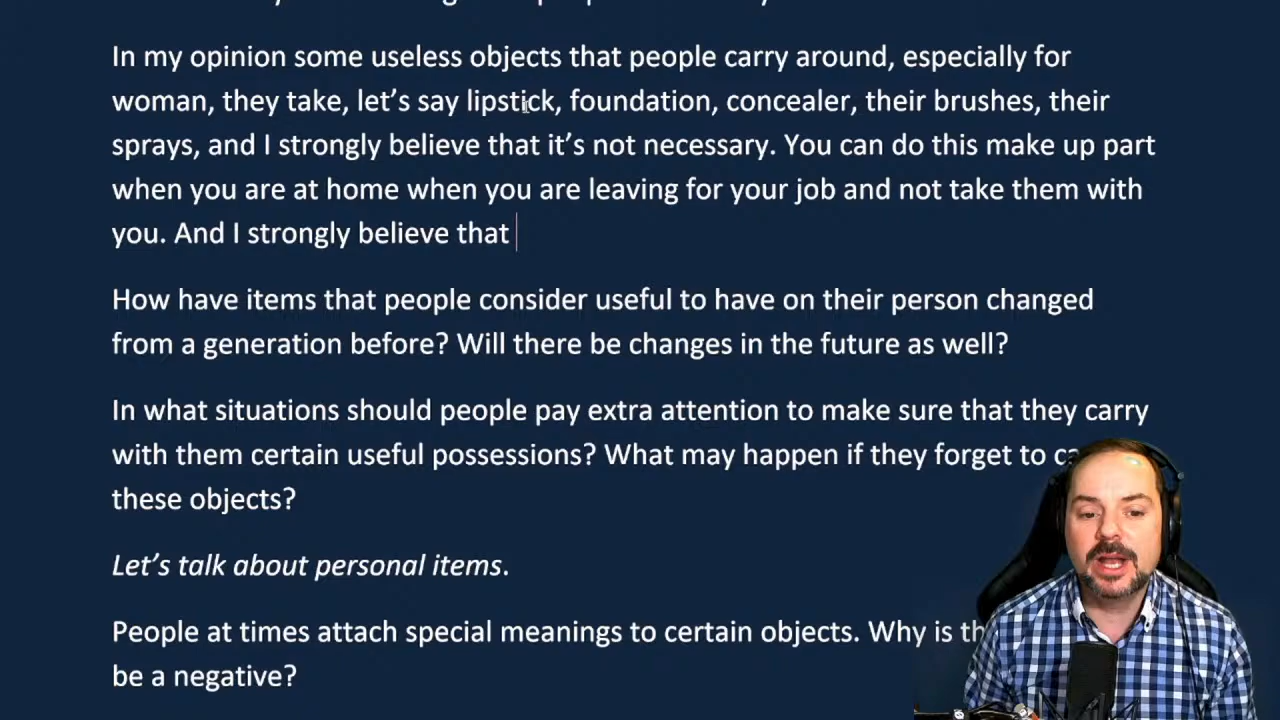 In my opinion some useless objects that people carry around, especially for
woman, they take, let's say lipstick, foundation, concealer, their brushes, their
sprays, and I strongly believe that it's not necessary. You can do this make up part
when you are at home when you are leaving for your job and not take them with
you. And I strongly believe that
How have items that people consider useful to have on their person changed
from a generation before? Will there be changes in the future as well?
In what situations should people pay extra attention to make sure that they carry
with them certain useful possessions? What may happen if they forget to
these objects?
Let's talk about personal items.
People at times attach special meanings to certain objects. Why is
be a negative?